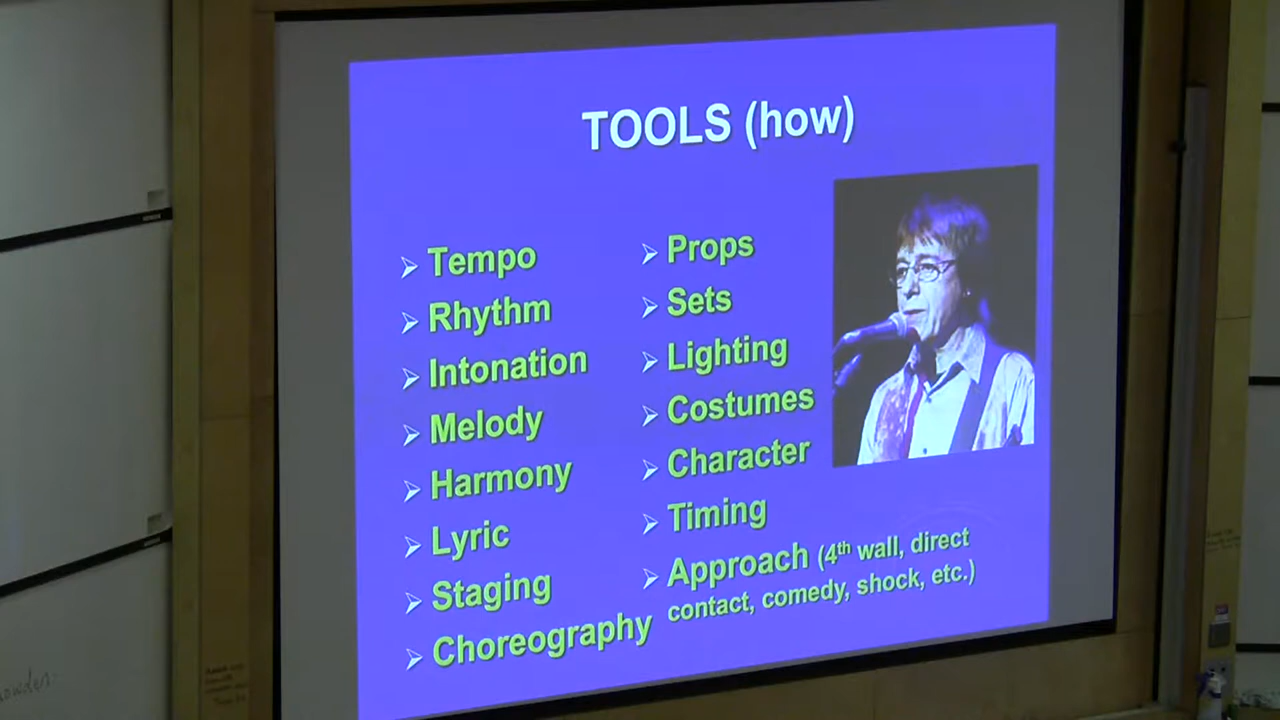 TOOLS (how)
Tempo
Rhythm
Intonation
Melody
Harmony
Lyric
Staging
Choreography
Props
Sets
Lighting
Costumes
Character
Timing
Approach (4th wall, direct
contact, comedy, shock, etc.)